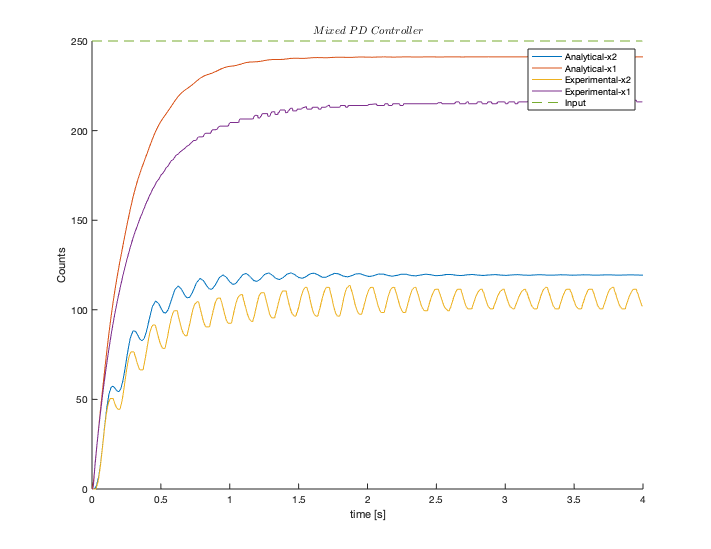 Mixed PD Controller
250
200
150
100
50
0
Counts
Analytical-x2
Analytical-x1
Experimental-x2
Experimental-x1
Input
0 0.5 1 1.5 2 2.5 3 3.5 4
time [s]